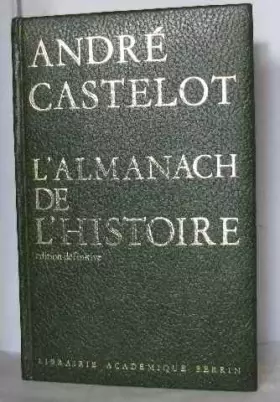 ANDRÉ
CASTELOT
L'ALMANACH
DE
L'HISTOIRE
édition définitive
LIBRAIRIE ACADÉMIQUE PERRIN